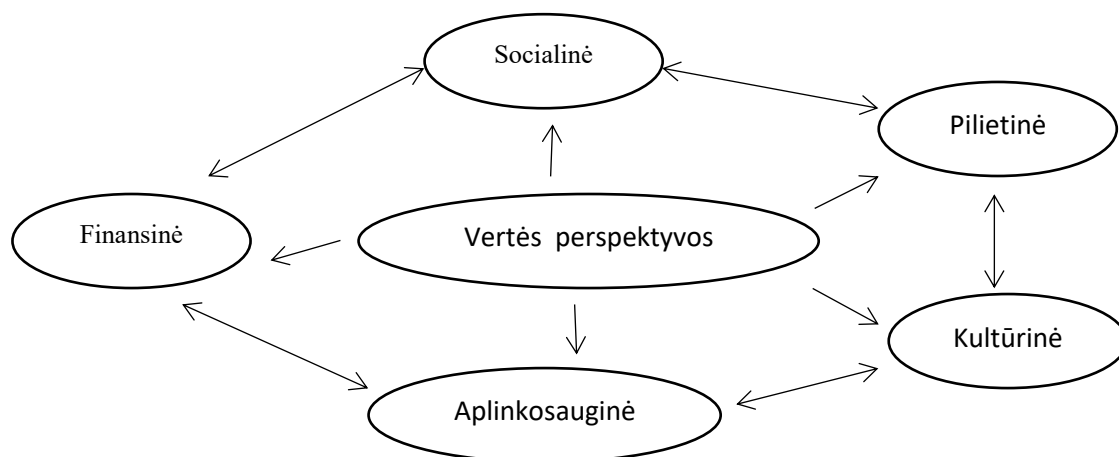 Socialinė
Pilietinė
Finansinė
Vertės perspektyvos
Kultūrinė
Aplinkosauginė